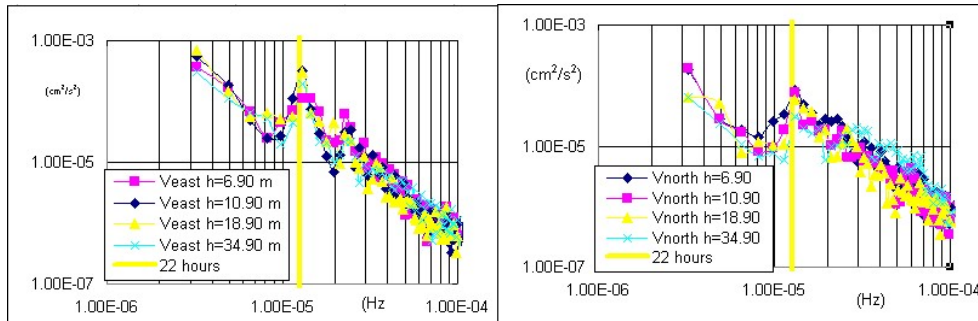 1.00E-03
(cm²/s²)
1.00E-05
Veast h=6.90 m
Veast h=10.90 m
Veast h=18.90 m
Veast h=34.90 m
22 hours
1.00E-07
1.00E-06
1.00E-05
(Hz
1.00E-04
1.00E-03
(cm²/s²)
1.00E-05
Vnorth h=6.90
Vnorth h=10.90
Vnorth h=18.90
Vnorth h=34.90
22 hours
1.00E-07
1.00E-06
1.00E-05
(Hz
1.00E-04